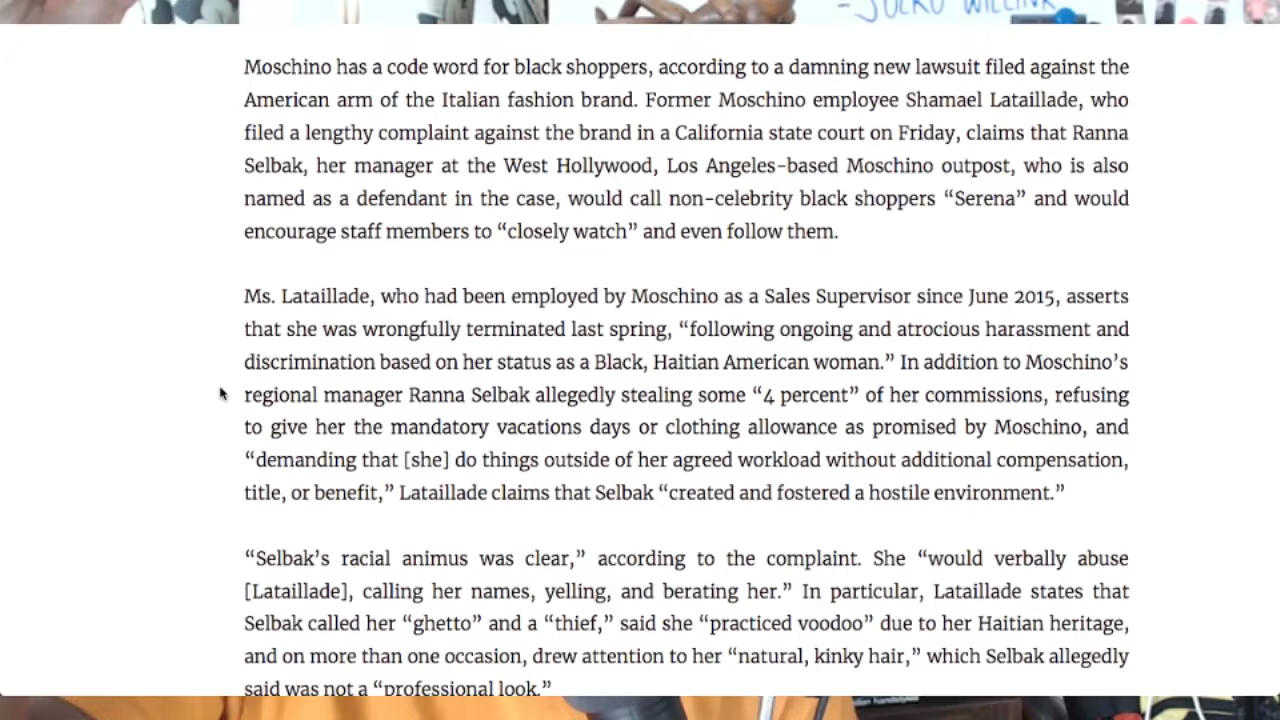 -JOCKO WILLINK
Moschino has a code word for black shoppers, according to a damning new lawsuit filed against the
American arm of the Italian fashion brand. Former Moschino employee Shamael Lataillade, who
filed a lengthy complaint against the brand in a California state court on Friday, claims that Ranna
Selbak, her manager at the West Hollywood, Los Angeles-based Moschino outpost, who is also
named as a defendant in the case, would call non-celebrity black shoppers “Serena” and would
encourage staff members to “closely watch” and even follow them.
Ms. Lataillade, who had been employed by Moschino as a Sales Supervisor since June 2015, asserts
that she was wrongfully terminated last spring, “following ongoing and atrocious harassment and
discrimination based on her status as a Black, Haitian American woman.” In addition to Moschino’s
regional manager Ranna Selbak allegedly stealing some “4 percent” of her commissions, refusing
to give her the mandatory vacations days or clothing allowance as promised by Moschino, and
“demanding that [she] do things outside of her agreed workload without additional compensation,
title, or benefit,” Lataillade claims that Selbak “created and fostered a hostile environment.”
“Selbak’s racial animus was clear,” according to the complaint. She “would verbally abuse
[Lataillade], calling her names, yelling, and berating her.” In particular, Lataillade states that
Selbak called her “ghetto” and a “thief,” said she “practiced voodoo” due to her Haitian heritage,
and on more than one occasion, drew attention to her “natural, kinky hair,” which Selbak allegedly
said was not a “professional look.”